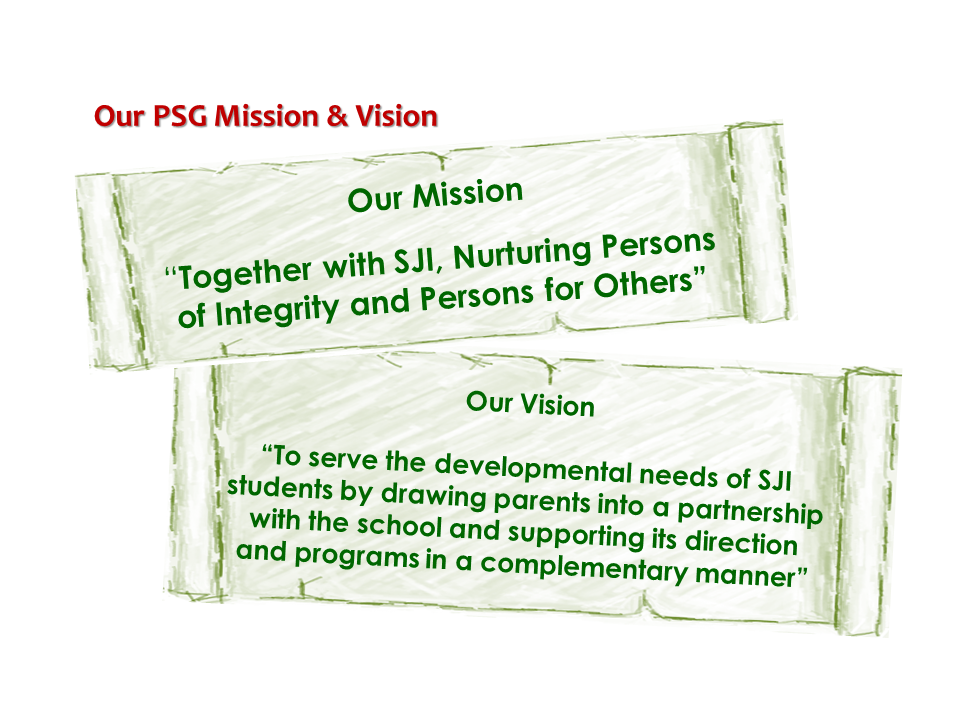 Our PSG Mission & Vision
Our Mission
“Together with SJI, Nurturing Persons
of Integrity and Persons for Others”
Our Vision
“To serve the developmental needs of SJI
students by drawing parents into a partnership
with the school and supporting its direction
and programs in a complementary manner”